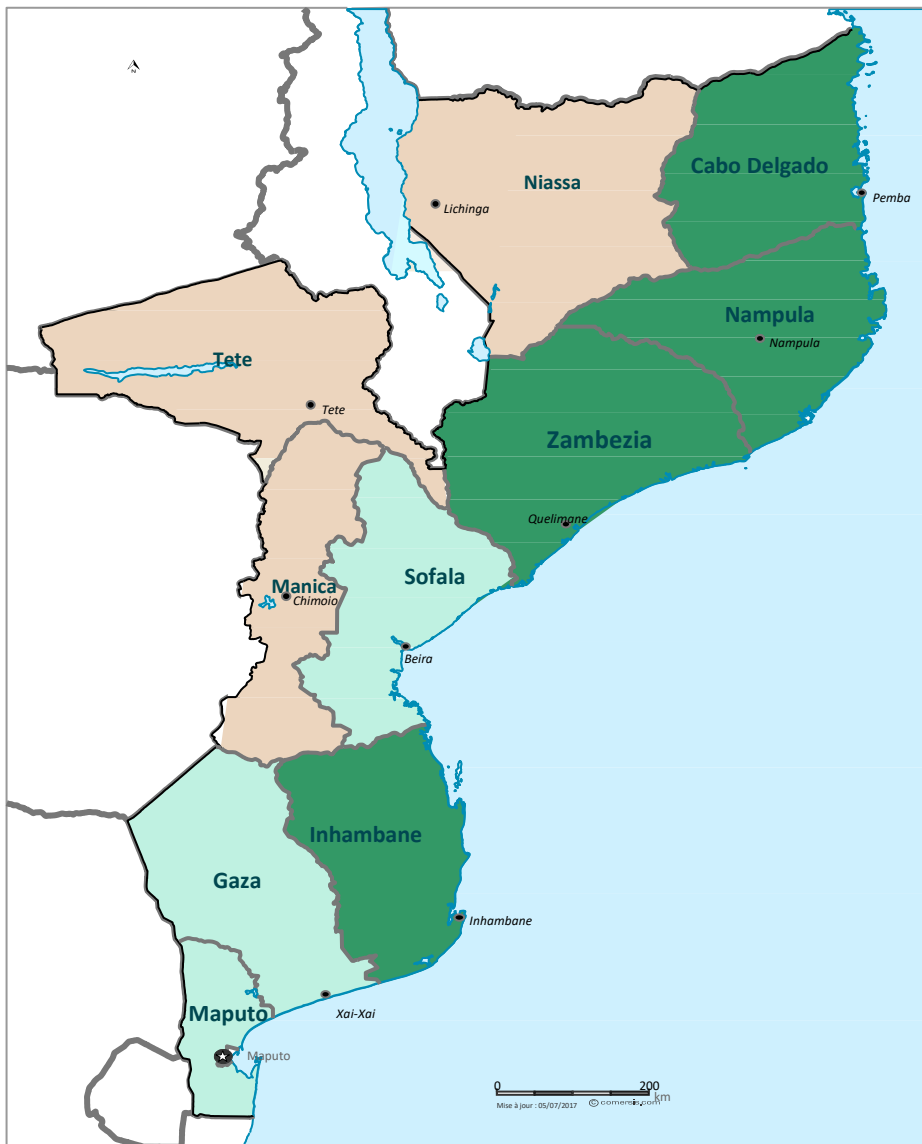 N
Cabo Delgado
Niassa
Pemba
Lichinga
Nampula
Nampula
Tete
Tete
Zambezia
Quelimane
Sofala
Manica
Chimoio
Beira
Inhambane
Gaza
Inhambane
Maputo
Xai-Xai
Maputo
0 200
km
Mise à jour : 05/07/2017 © comersis.com